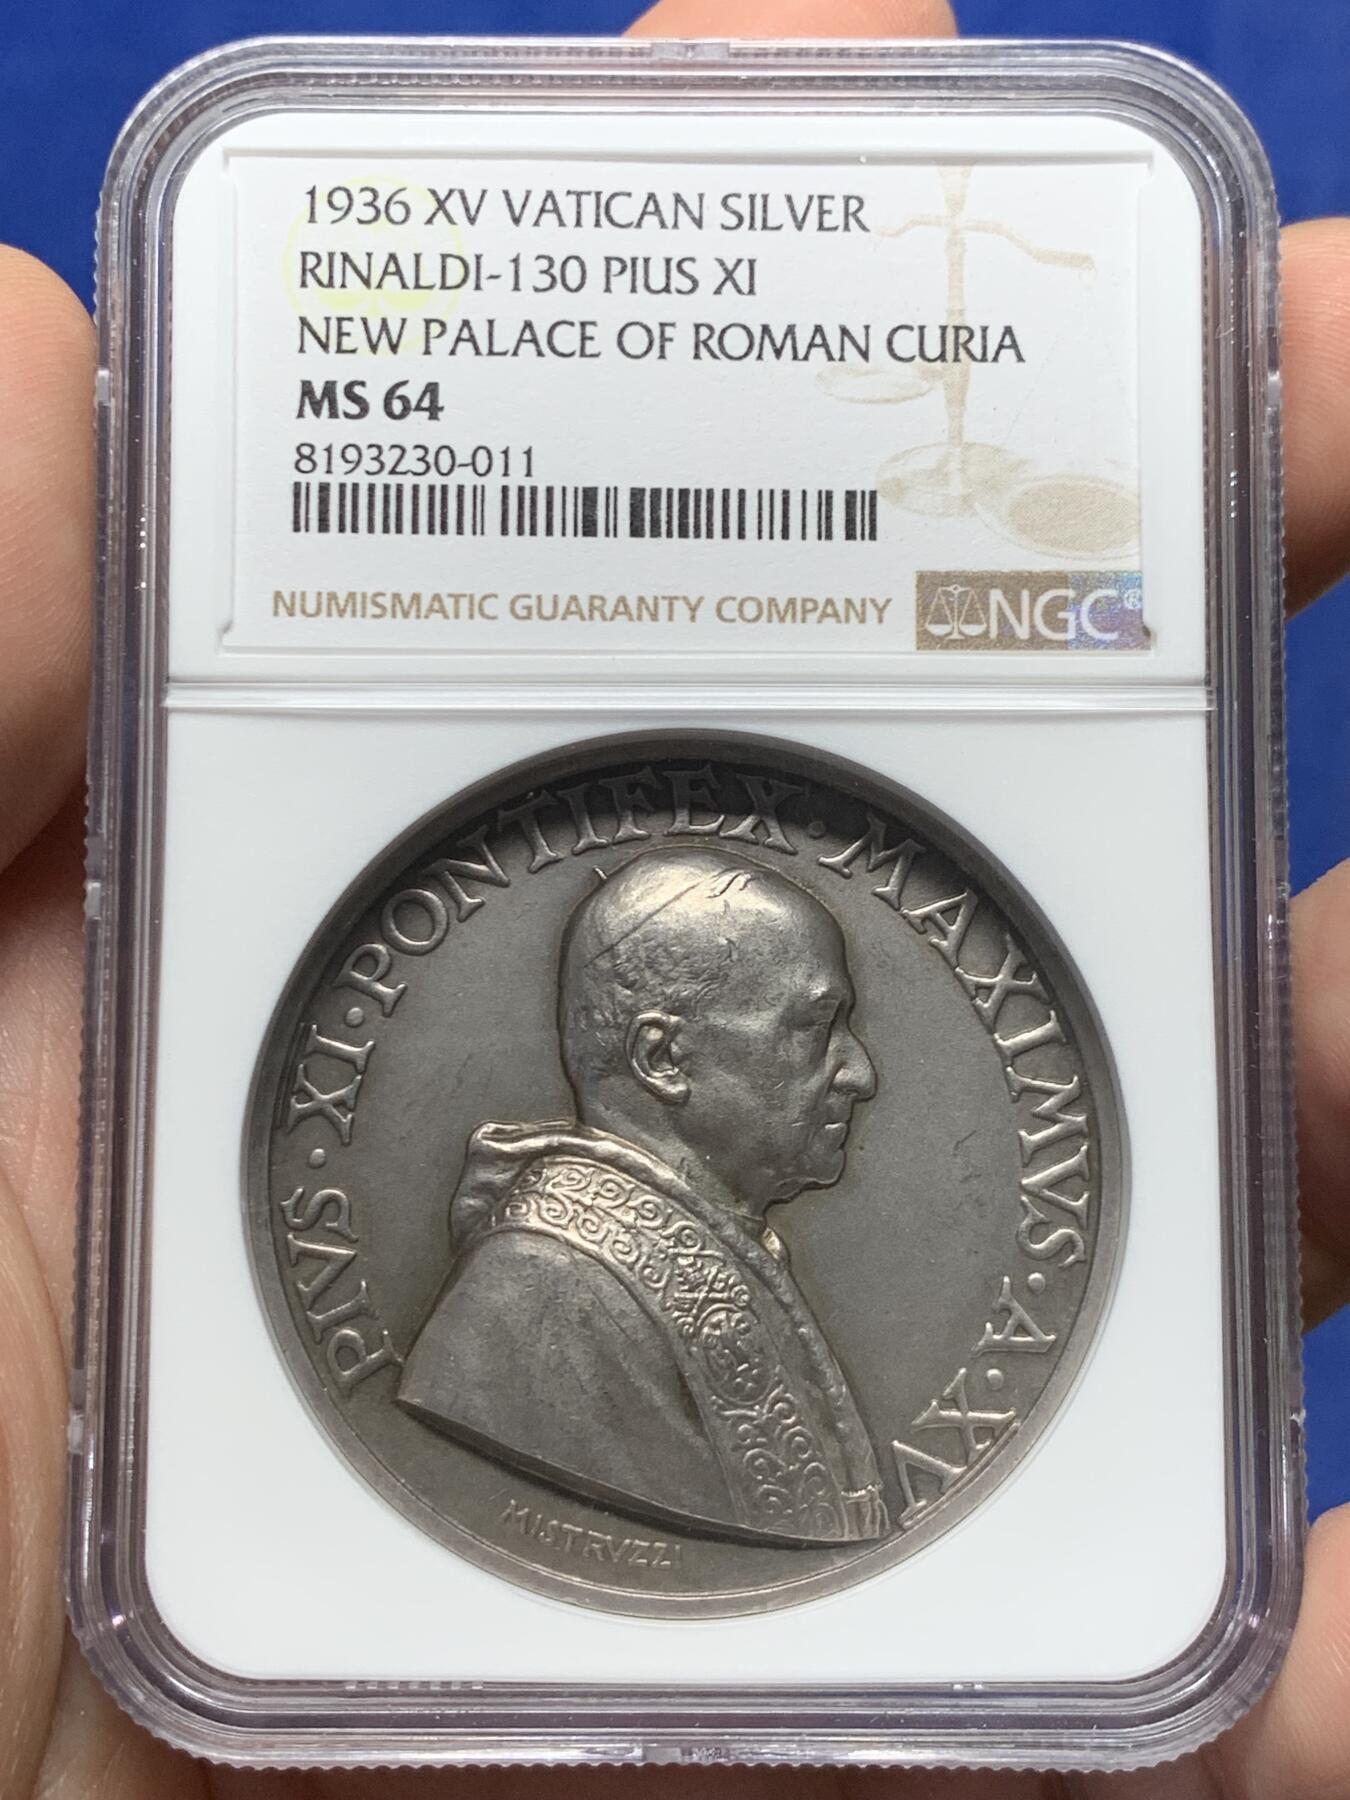 1936 XV VATICAN SILVER
RINALDI-130 PIUS XI
NEW PALACE OF ROMAN CURIA
MS 64
8193230-011
NUMISMATIC GUARANTY COMPANY
NGC®
PIVS · XI · PONTIFEX · MAXIMVS · A · XV
MISTRVZZI